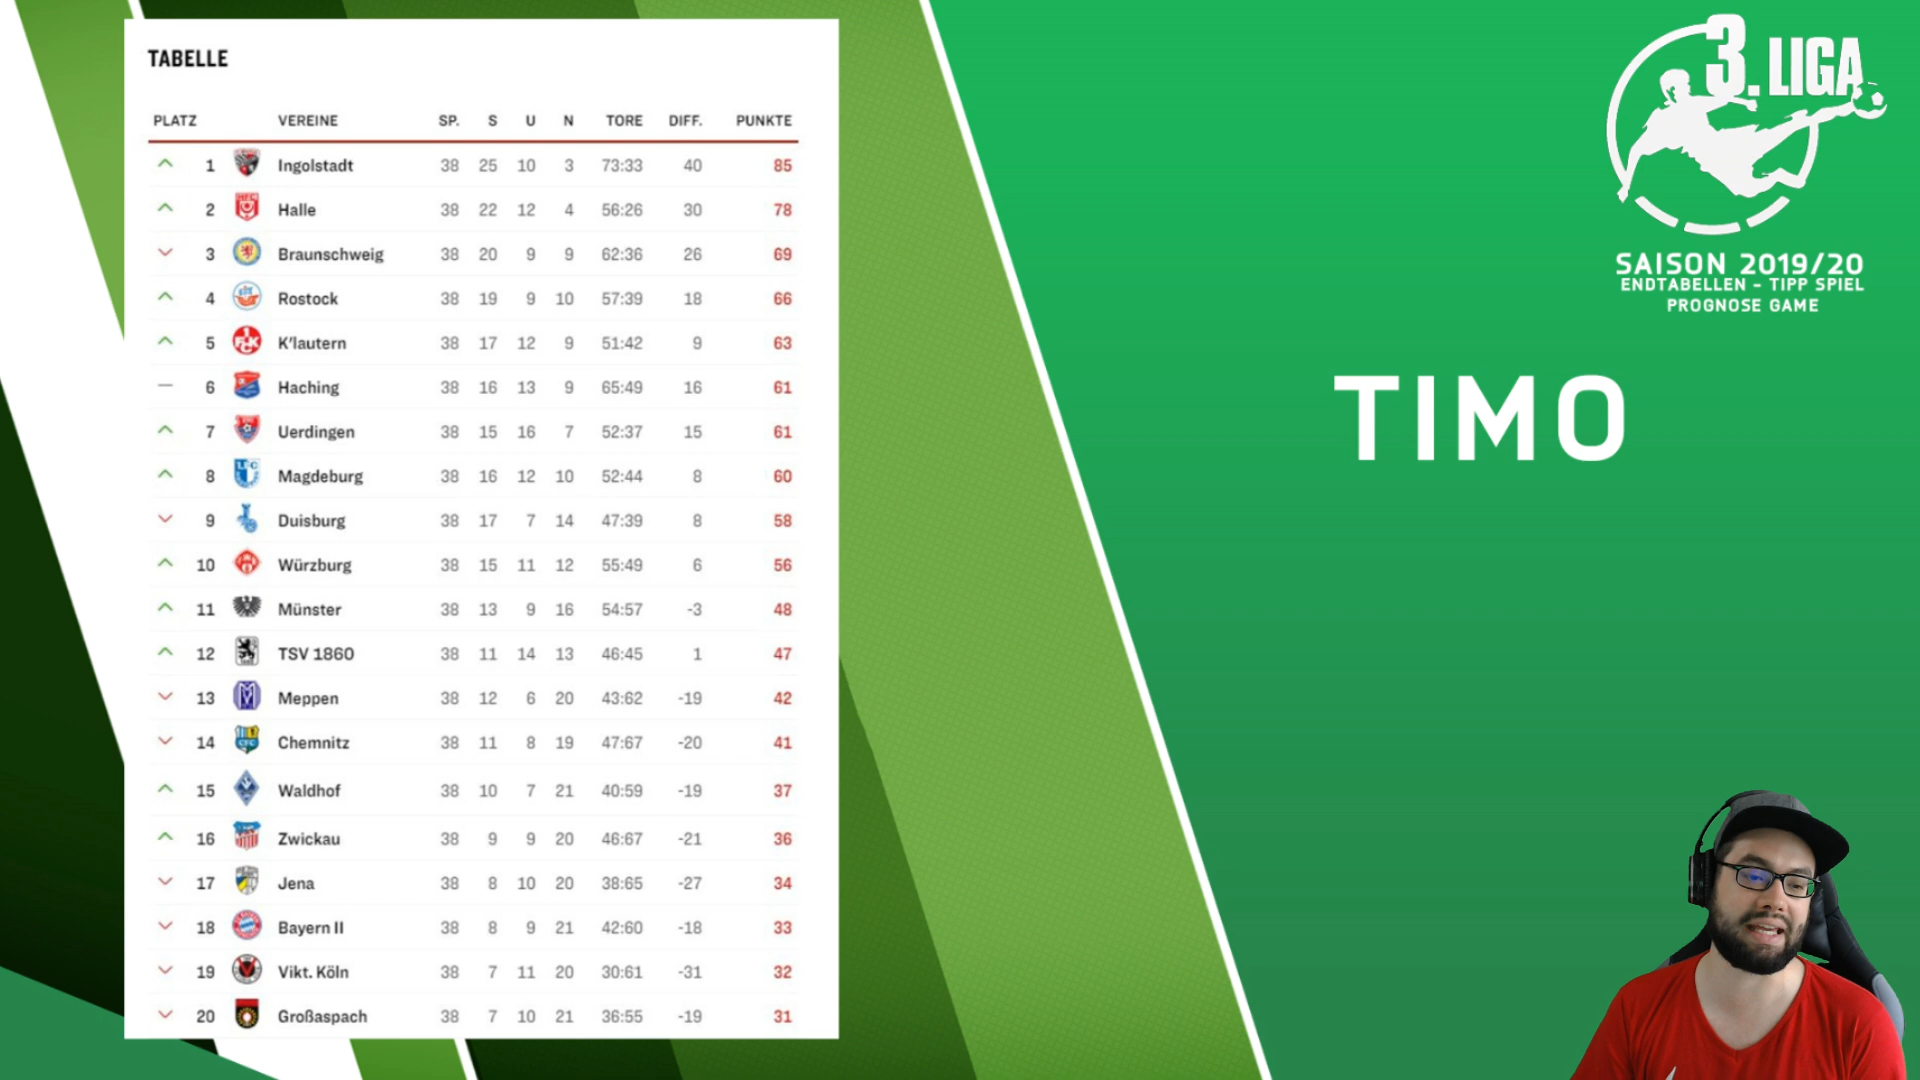 TABELLE
PLATZ VEREINE SP. S U N TORE DIFF. PUNKTE
1 Ingolstadt 38 25 10 3 73:33 40 85
2 Halle 38 22 12 4 56:26 30 78
3 Braunschweig 38 20 9 9 62:36 26 69
4 Rostock 38 19 9 10 57:39 18 66
5 K'lautern 38 17 12 9 51:42 9 63
6 Haching 38 16 13 9 65:49 16 61
7 Uerdingen 38 15 16 7 52:37 15 61
8 Magdeburg 38 16 12 10 52:44 8 60
9 Duisburg 38 17 7 14 47:39 8 58
10 Würzburg 38 15 11 12 55:49 6 56
11 Münster 38 13 9 16 54:57 -3 48
12 TSV 1860 38 11 14 13 46:45 1 47
13 Meppen 38 12 6 20 43:62 -19 42
14 Chemnitz 38 11 8 19 47:67 -20 41
15 Waldhof 38 10 7 21 40:59 -19 37
16 Zwickau 38 9 9 20 46:67 -21 36
17 Jena 38 8 10 20 38:65 -27 34
18 Bayern II 38 8 9 21 42:60 -18 33
19 Vikt. Köln 38 7 11 20 30:61 -31 32
20 Großaspach 38 7 10 21 36:55 -19 31
3. LIGA
SAISON 2019/20
ENDTABELLEN - TIPP SPIEL
PROGNOSE GAME
TIMO